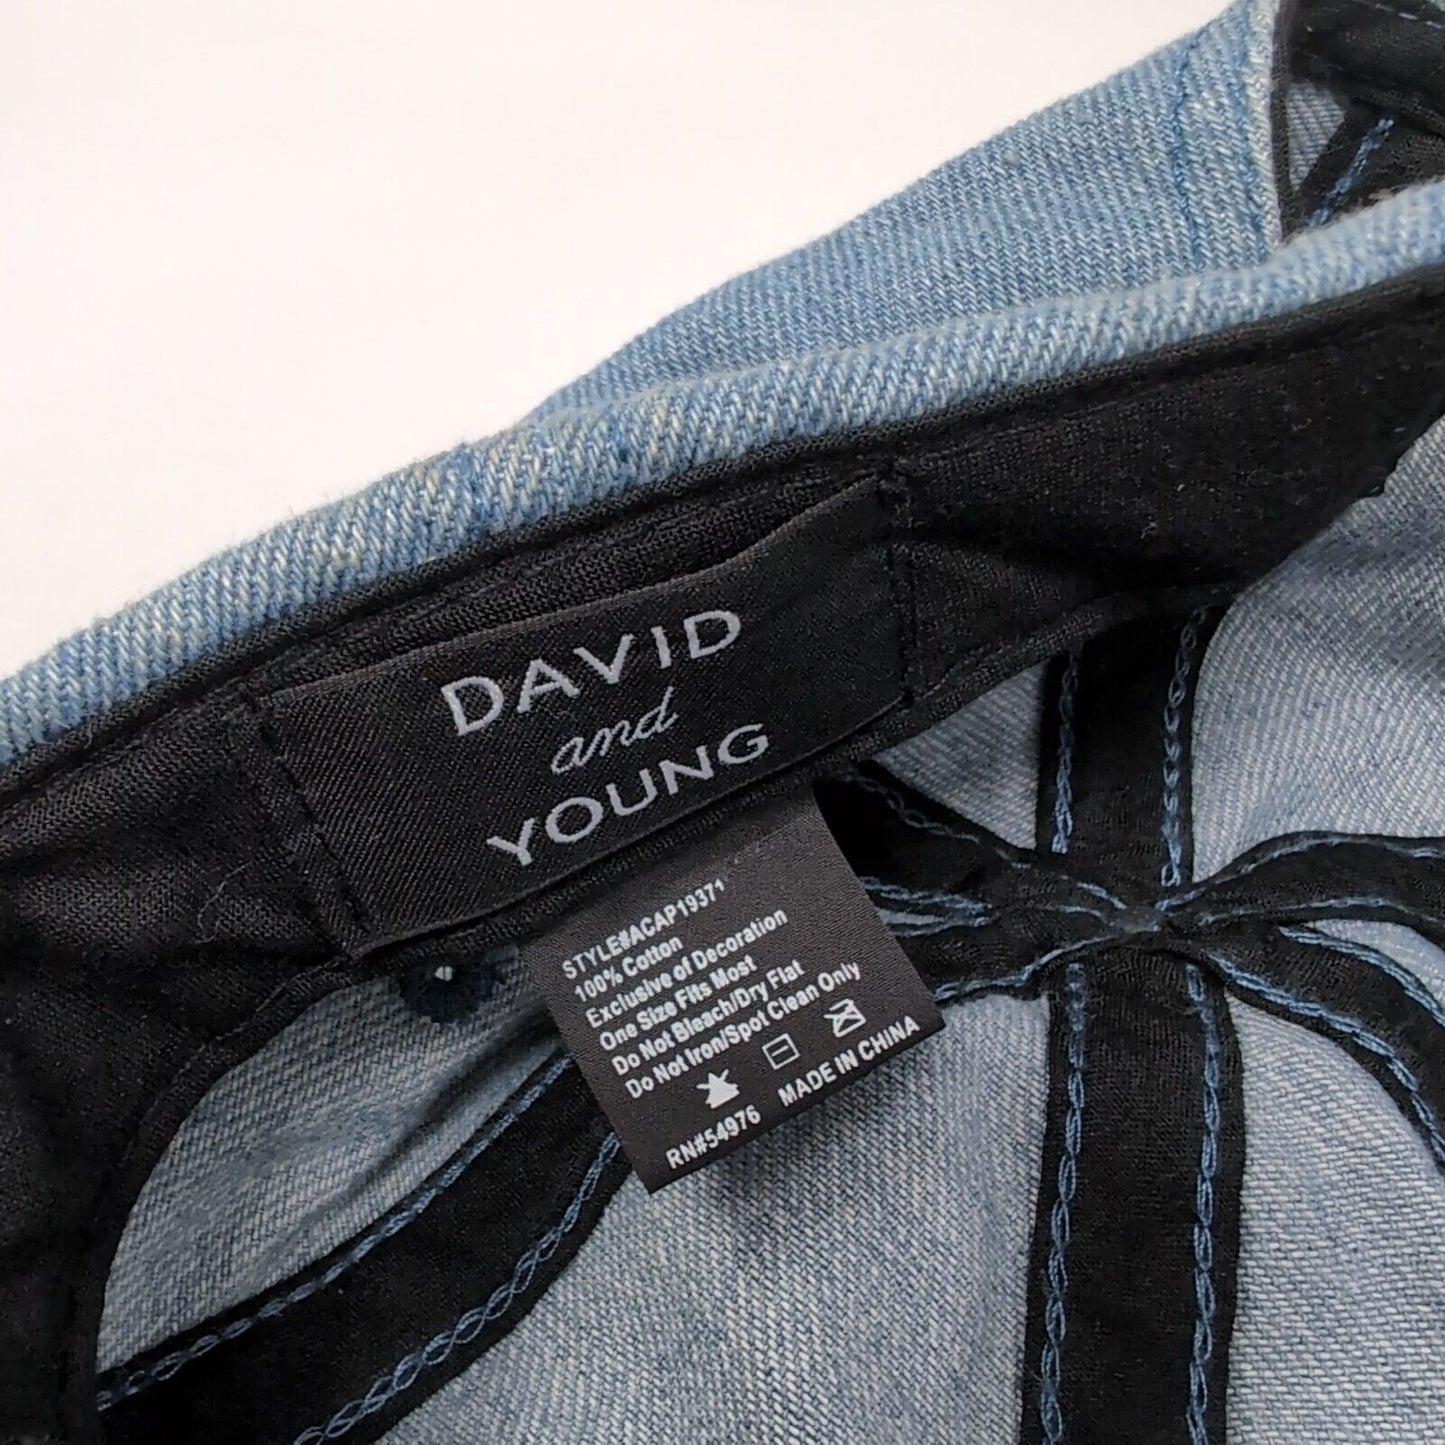 DAVID
and
YOUNG
STYLE#ACAP19371
100% Cotton
Exclusive of Decoration
One Size Fits Most
Do Not Bleach/Dry Flat
Do Not Iron/Spot Clean Only
RN#54976 MADE IN CHINA